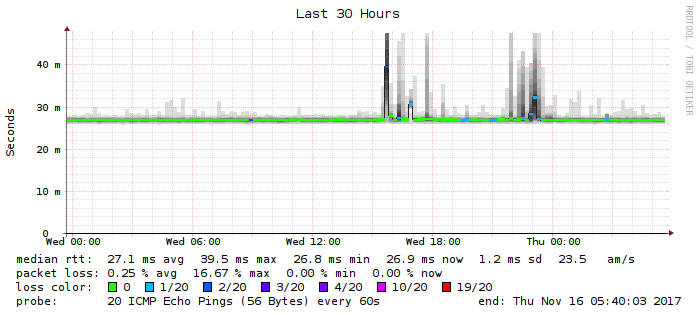 Last 30 Hours
RRDTOOL / TOBI OETIKER
Seconds
40 m
30 m
20 m
10 m
0
Wed 00:00 Wed 06:00 Wed 12:00 Wed 18:00 Thu 00:00
median rtt: 27.1 ms avg 39.5 ms max 26.8 ms min 26.9 ms now 1.2 ms sd 23.5 am/s
packet loss: 0.25 % avg 16.67 % max 0.00 % min 0.00 % now
loss color: 0 1/20 2/20 3/20 4/20 10/20 19/20
probe: 20 ICMP Echo Pings (56 Bytes) every 60s end: Thu Nov 16 05:40:03 2017